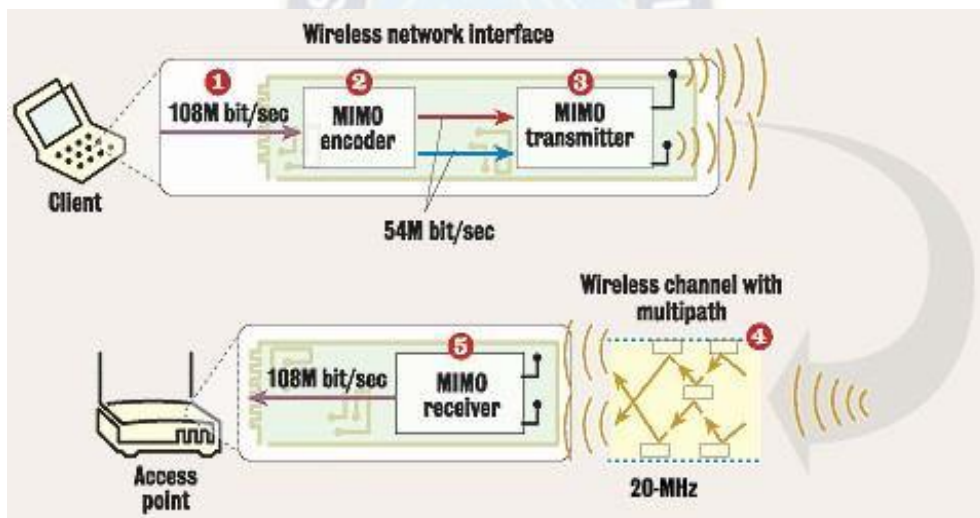 Wireless network interface
1
108M bit/sec
2
MIMO
encoder
3
MIMO
transmitter
Client
54M bit/sec
Wireless channel with
multipath
4
5
108M bit/sec
MIMO
receiver
Access
point
20-MHz